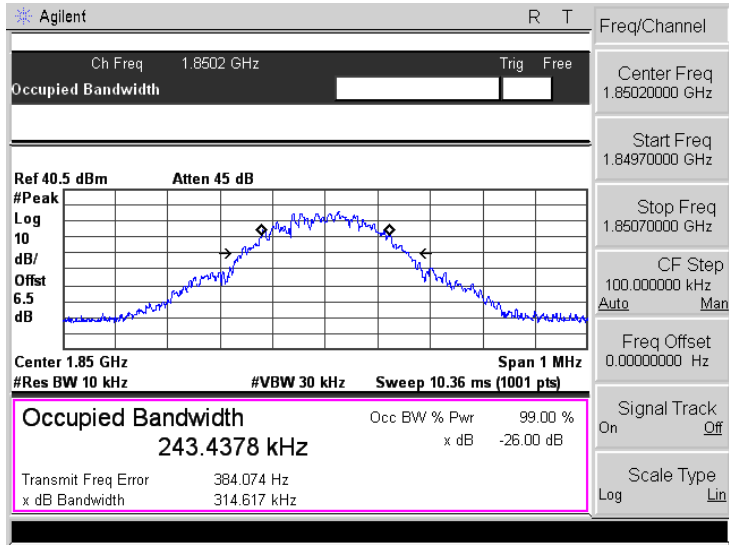 Agilent R T
Ch Freq 1.8502 GHz Trig Free
Occupied Bandwidth
Ref 40.5 dBm Atten 45 dB
#Peak
Log
10
dB/
Offst
6.5
dB
Center 1.85 GHz Span 1 MHz
#Res BW 10 kHz #VBW 30 kHz Sweep 10.36 ms (1001 pts)
Occupied Bandwidth Occ BW % Pwr 99.00 %
243.4378 kHz x dB -26.00 dB
Transmit Freq Error 384.074 Hz
x dB Bandwidth 314.617 kHz
Freq/Channel
Center Freq
1.85020000 GHz
Start Freq
1.84970000 GHz
Stop Freq
1.85070000 GHz
CF Step
100.000000 kHz
Auto Man
Freq Offset
0.00000000 Hz
Signal Track
On Off
Scale Type
Log Lin